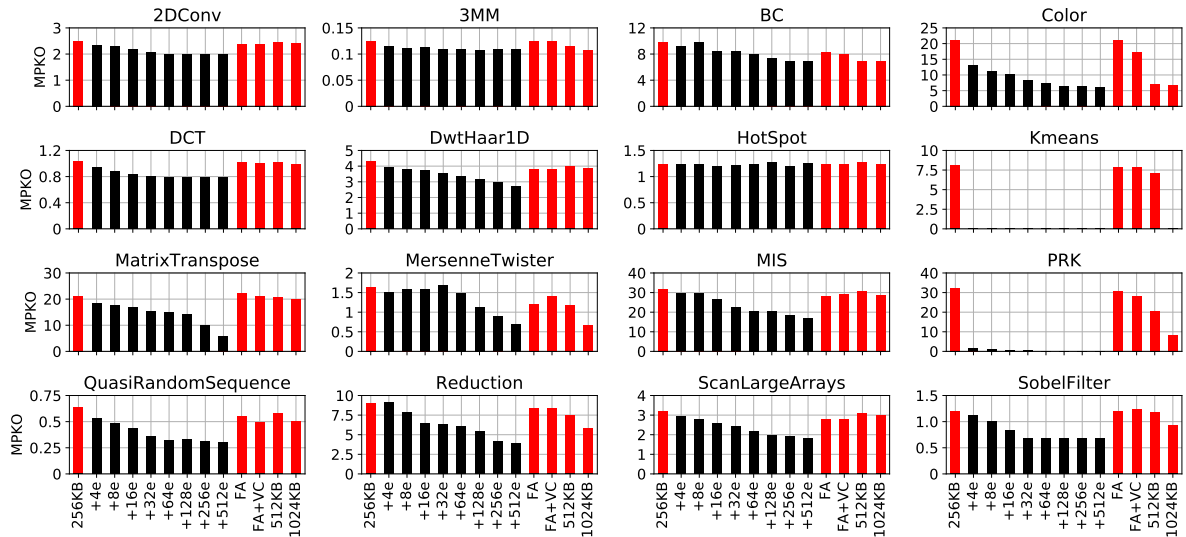 2DConv 3MM BC Color
3 0.15 12 25
20
2 0.1 8 15
MPKO
1 0.05 4 10
5
0 0 0 0
DCT DwtHaar1D HotSpot Kmeans
1.2 5 1.5 10
4
0.8 3 1 7.5
MPKO
2 5
0.4 1 0.5 2.5
0 0 0 0
MatrixTranspose MersenneTwister MIS PRK
30 2 40 40
20 1.5 30 30
MPKO
1 20 20
10 0.5 10 10
0 0 0 0
QuasiRandomSequence Reduction ScanLargeArrays SobelFilter
0.75 10 4 1.5
0.5 7.5 3 1.0
MPKO
5 2
0.25 2.5 1 0.5
0 0 0 0
256KB +4e +8e +16e +32e +64e +128e +256e +512e FA FA+VC 512KB 1024KB
256KB +4e +8e +16e +32e +64e +128e +256e +512e FA FA+VC 512KB 1024KB
256KB +4e +8e +16e +32e +64e +128e +256e +512e FA FA+VC 512KB 1024KB
256KB +4e +8e +16e +32e +64e +128e +256e +512e FA FA+VC 512KB 1024KB